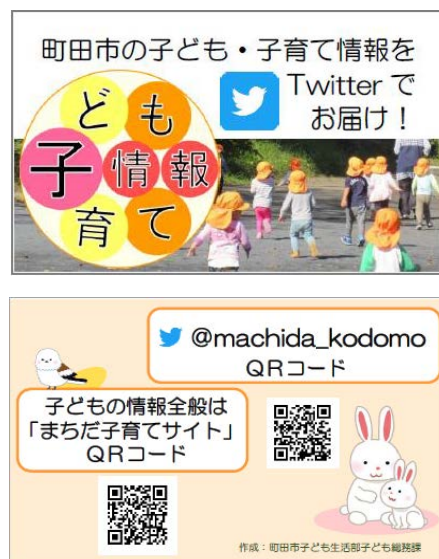 町田市の子ども・子育て情報を
Twitterで
お届け！
ども
子情報
育て
@machida_kodomo
QRコード
子どもの情報全般は
「まちだ子育てサイト」
QRコード
作成：町田市子ども生活部子ども総務課